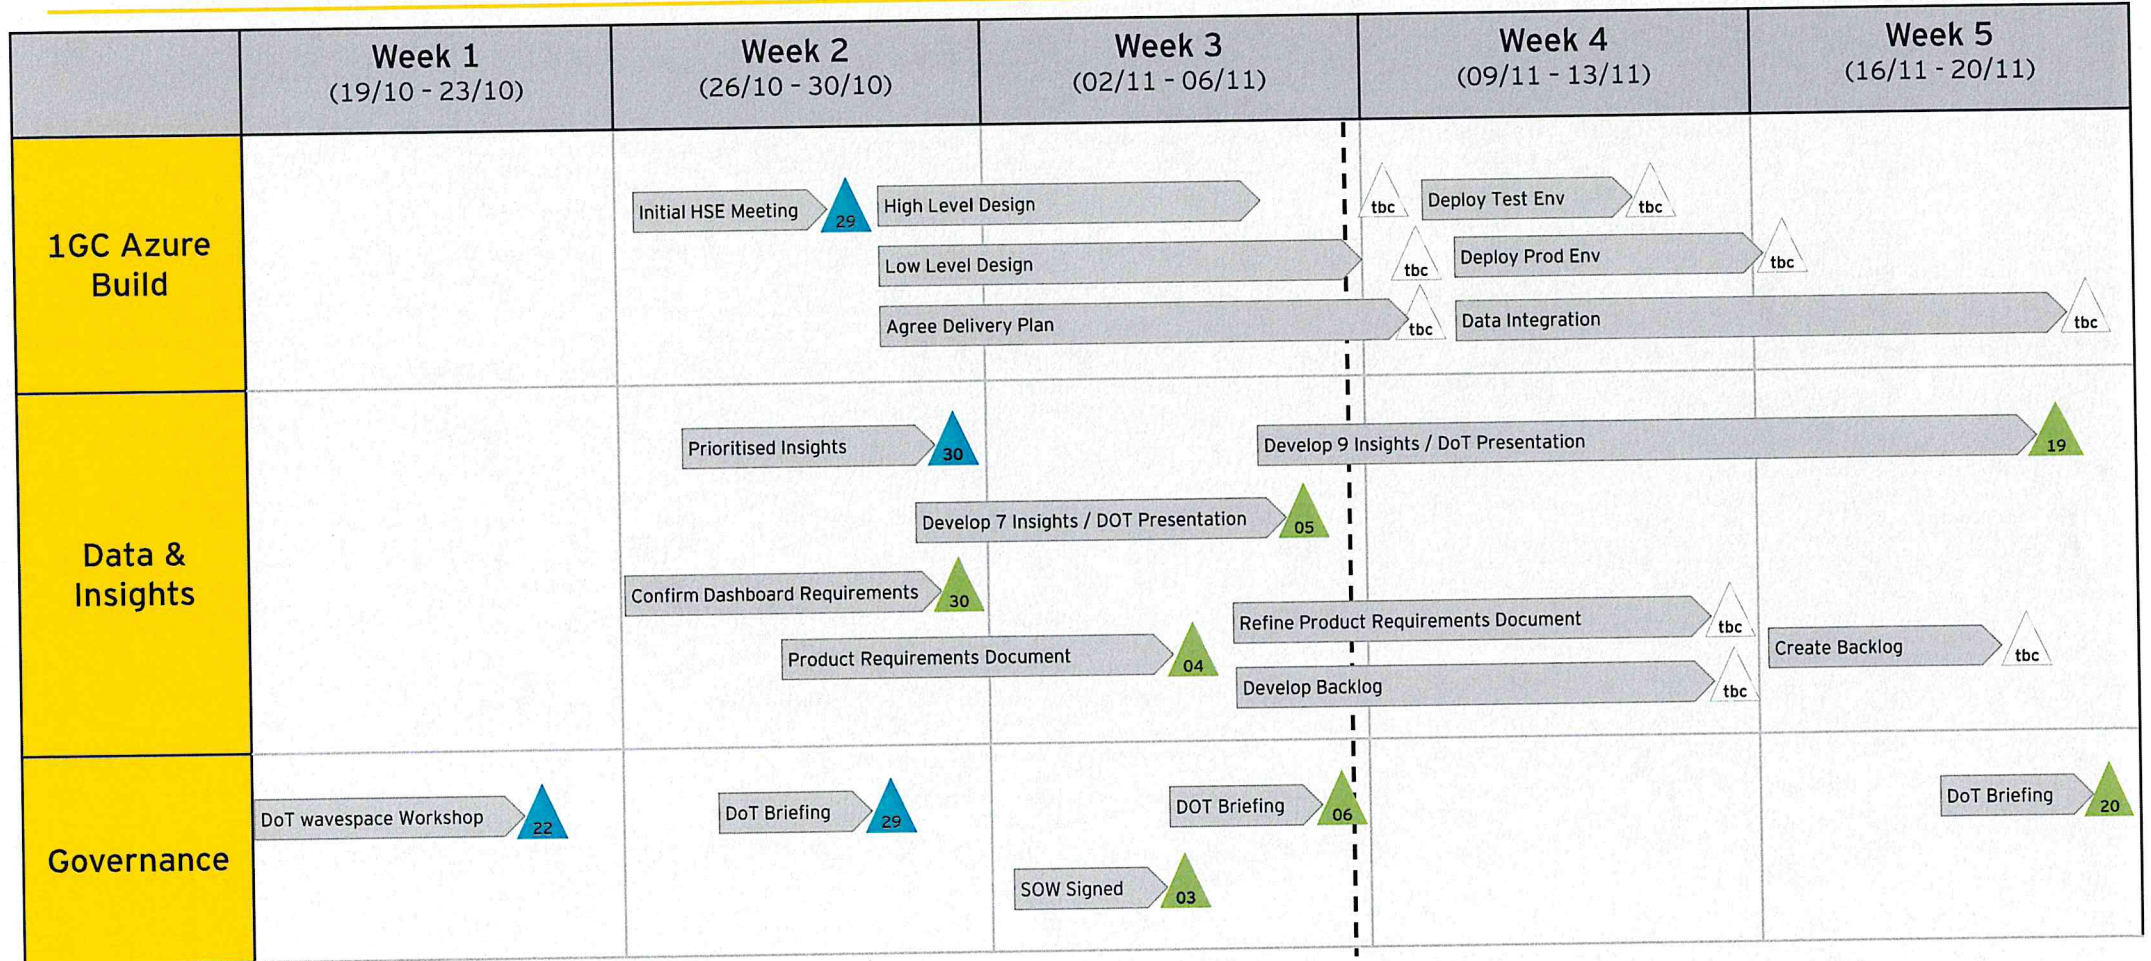 Week 1
(19/10 - 23/10)
Week 2
(26/10 - 30/10)
Week 3
(02/11 - 06/11)
Week 4
(09/11 - 13/11)
Week 5
(16/11 - 20/11)
1GC Azure
Build
Initial HSE Meeting
29
High Level Design
tbc
Deploy Test Env
tbc
Low Level Design
tbc
Deploy Prod Env
tbc
Agree Delivery Plan
tbc
Data Integration
tbc
Data &
Insights
Prioritised Insights
30
Develop 9 Insights / DoT Presentation
19
Develop 7 Insights / DOT Presentation
05
Confirm Dashboard Requirements
30
Refine Product Requirements Document
tbc
Product Requirements Document
04
Create Backlog
tbc
Develop Backlog
tbc
Governance
DoT wavespace Workshop
22
DoT Briefing
29
DOT Briefing
06
DoT Briefing
20
SOW Signed
03